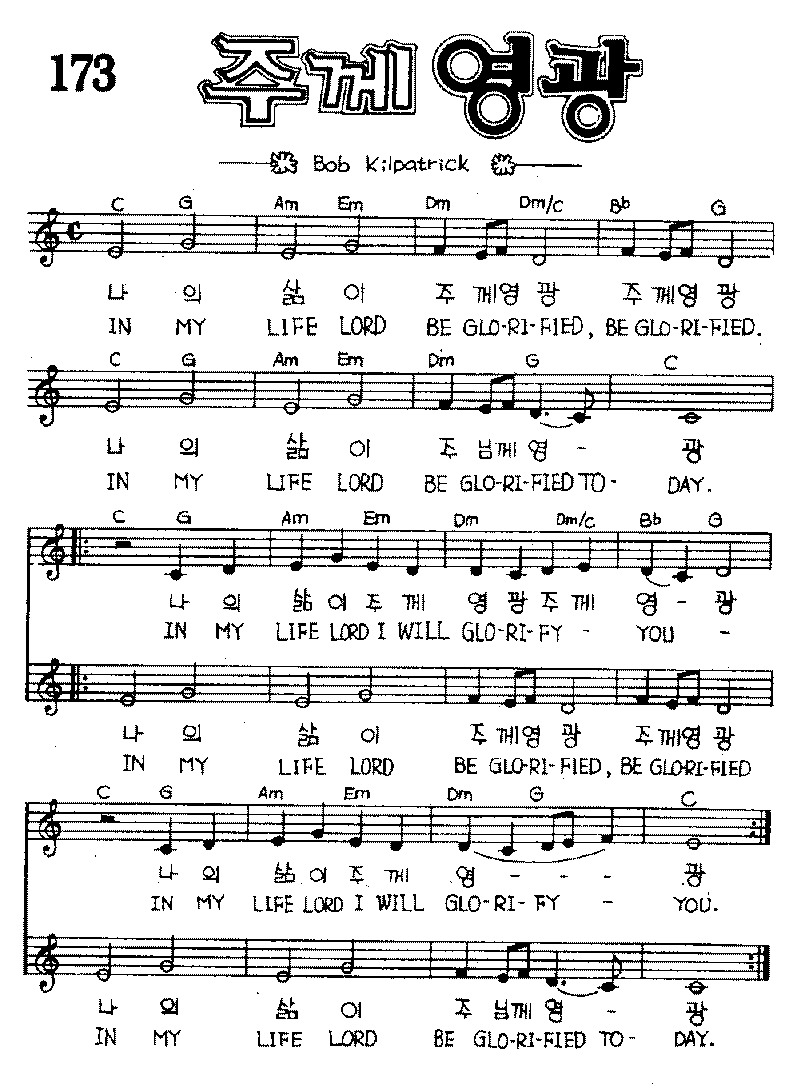 173
주께 영광
Bob Kilpatrick
C G Am Em Dm Dm/C Bb G
나 의 삶 이 주 께영 광 주 께영 광
IN MY LIFE LORD BE GLO-RI-FIED, BE GLO-RI-FIED.
C G Am Em Dm G C
나 의 삶 이 주 님께 영 - 광
IN MY LIFE LORD BE GLO-RI-FIED TO- DAY.
C G Am Em Dm Dm/C Bb G
나 의 삶 이 주 께 영 광 주 께 영 - 광
IN MY LIFE LORD I WILL GLO-RI-FY - YOU -
나 의 삶 이 주 께영 광 주 께영 광
IN MY LIFE LORD BE GLO-RI-FIED, BE GLO-RI-FIED
C G Am Em Dm G C
나 의 삶 이 주 께 영 - - - 광
IN MY LIFE LORD I WILL GLO-RI-FY - YOU.
나 의 삶 이 주 님께 영 - 광
IN MY LIFE LORD BE GLO-RI-FIED TO- DAY.